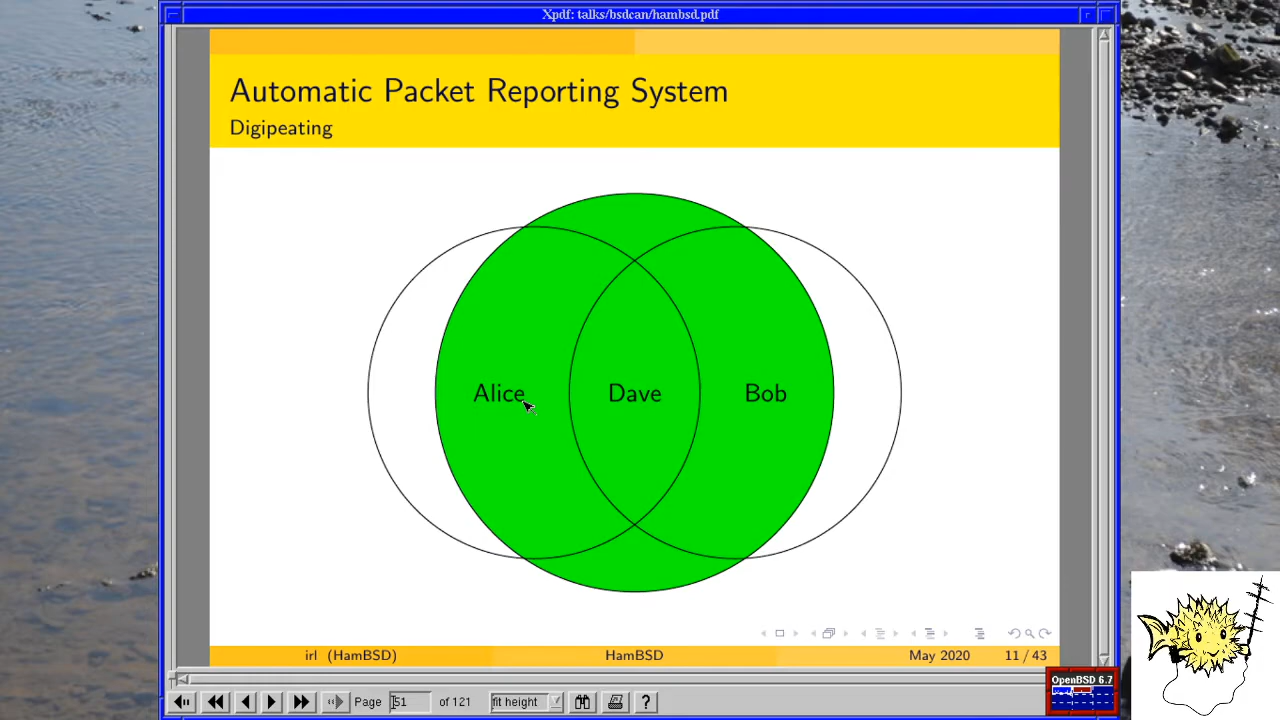 Xpdf: talks/bsdcan/hambsd.pdf
Automatic Packet Reporting System
Digipeating
Alice
Dave
Bob
irl (HamBSD)
HamBSD
May 2020
11 / 43
OpenBSD 6.7
Page 51 of 121
fit height
?